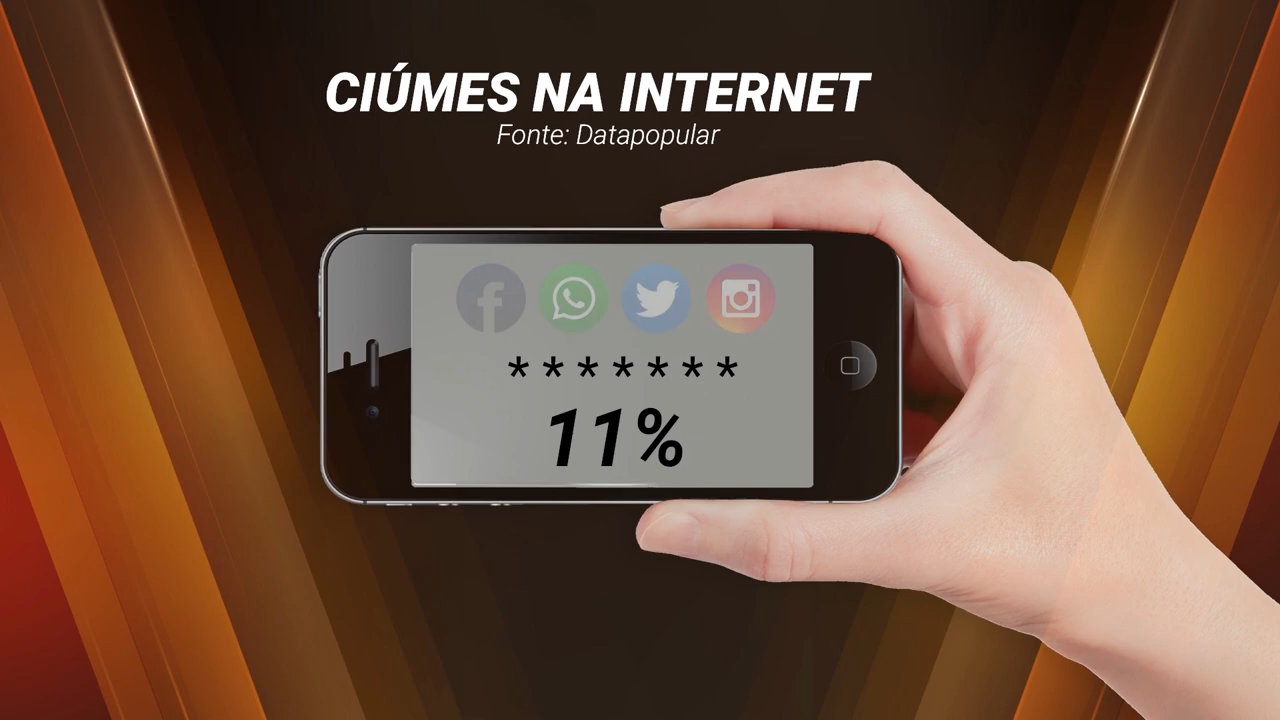 CIÚMES NA INTERNET
Fonte: Datapopular
*******
11%